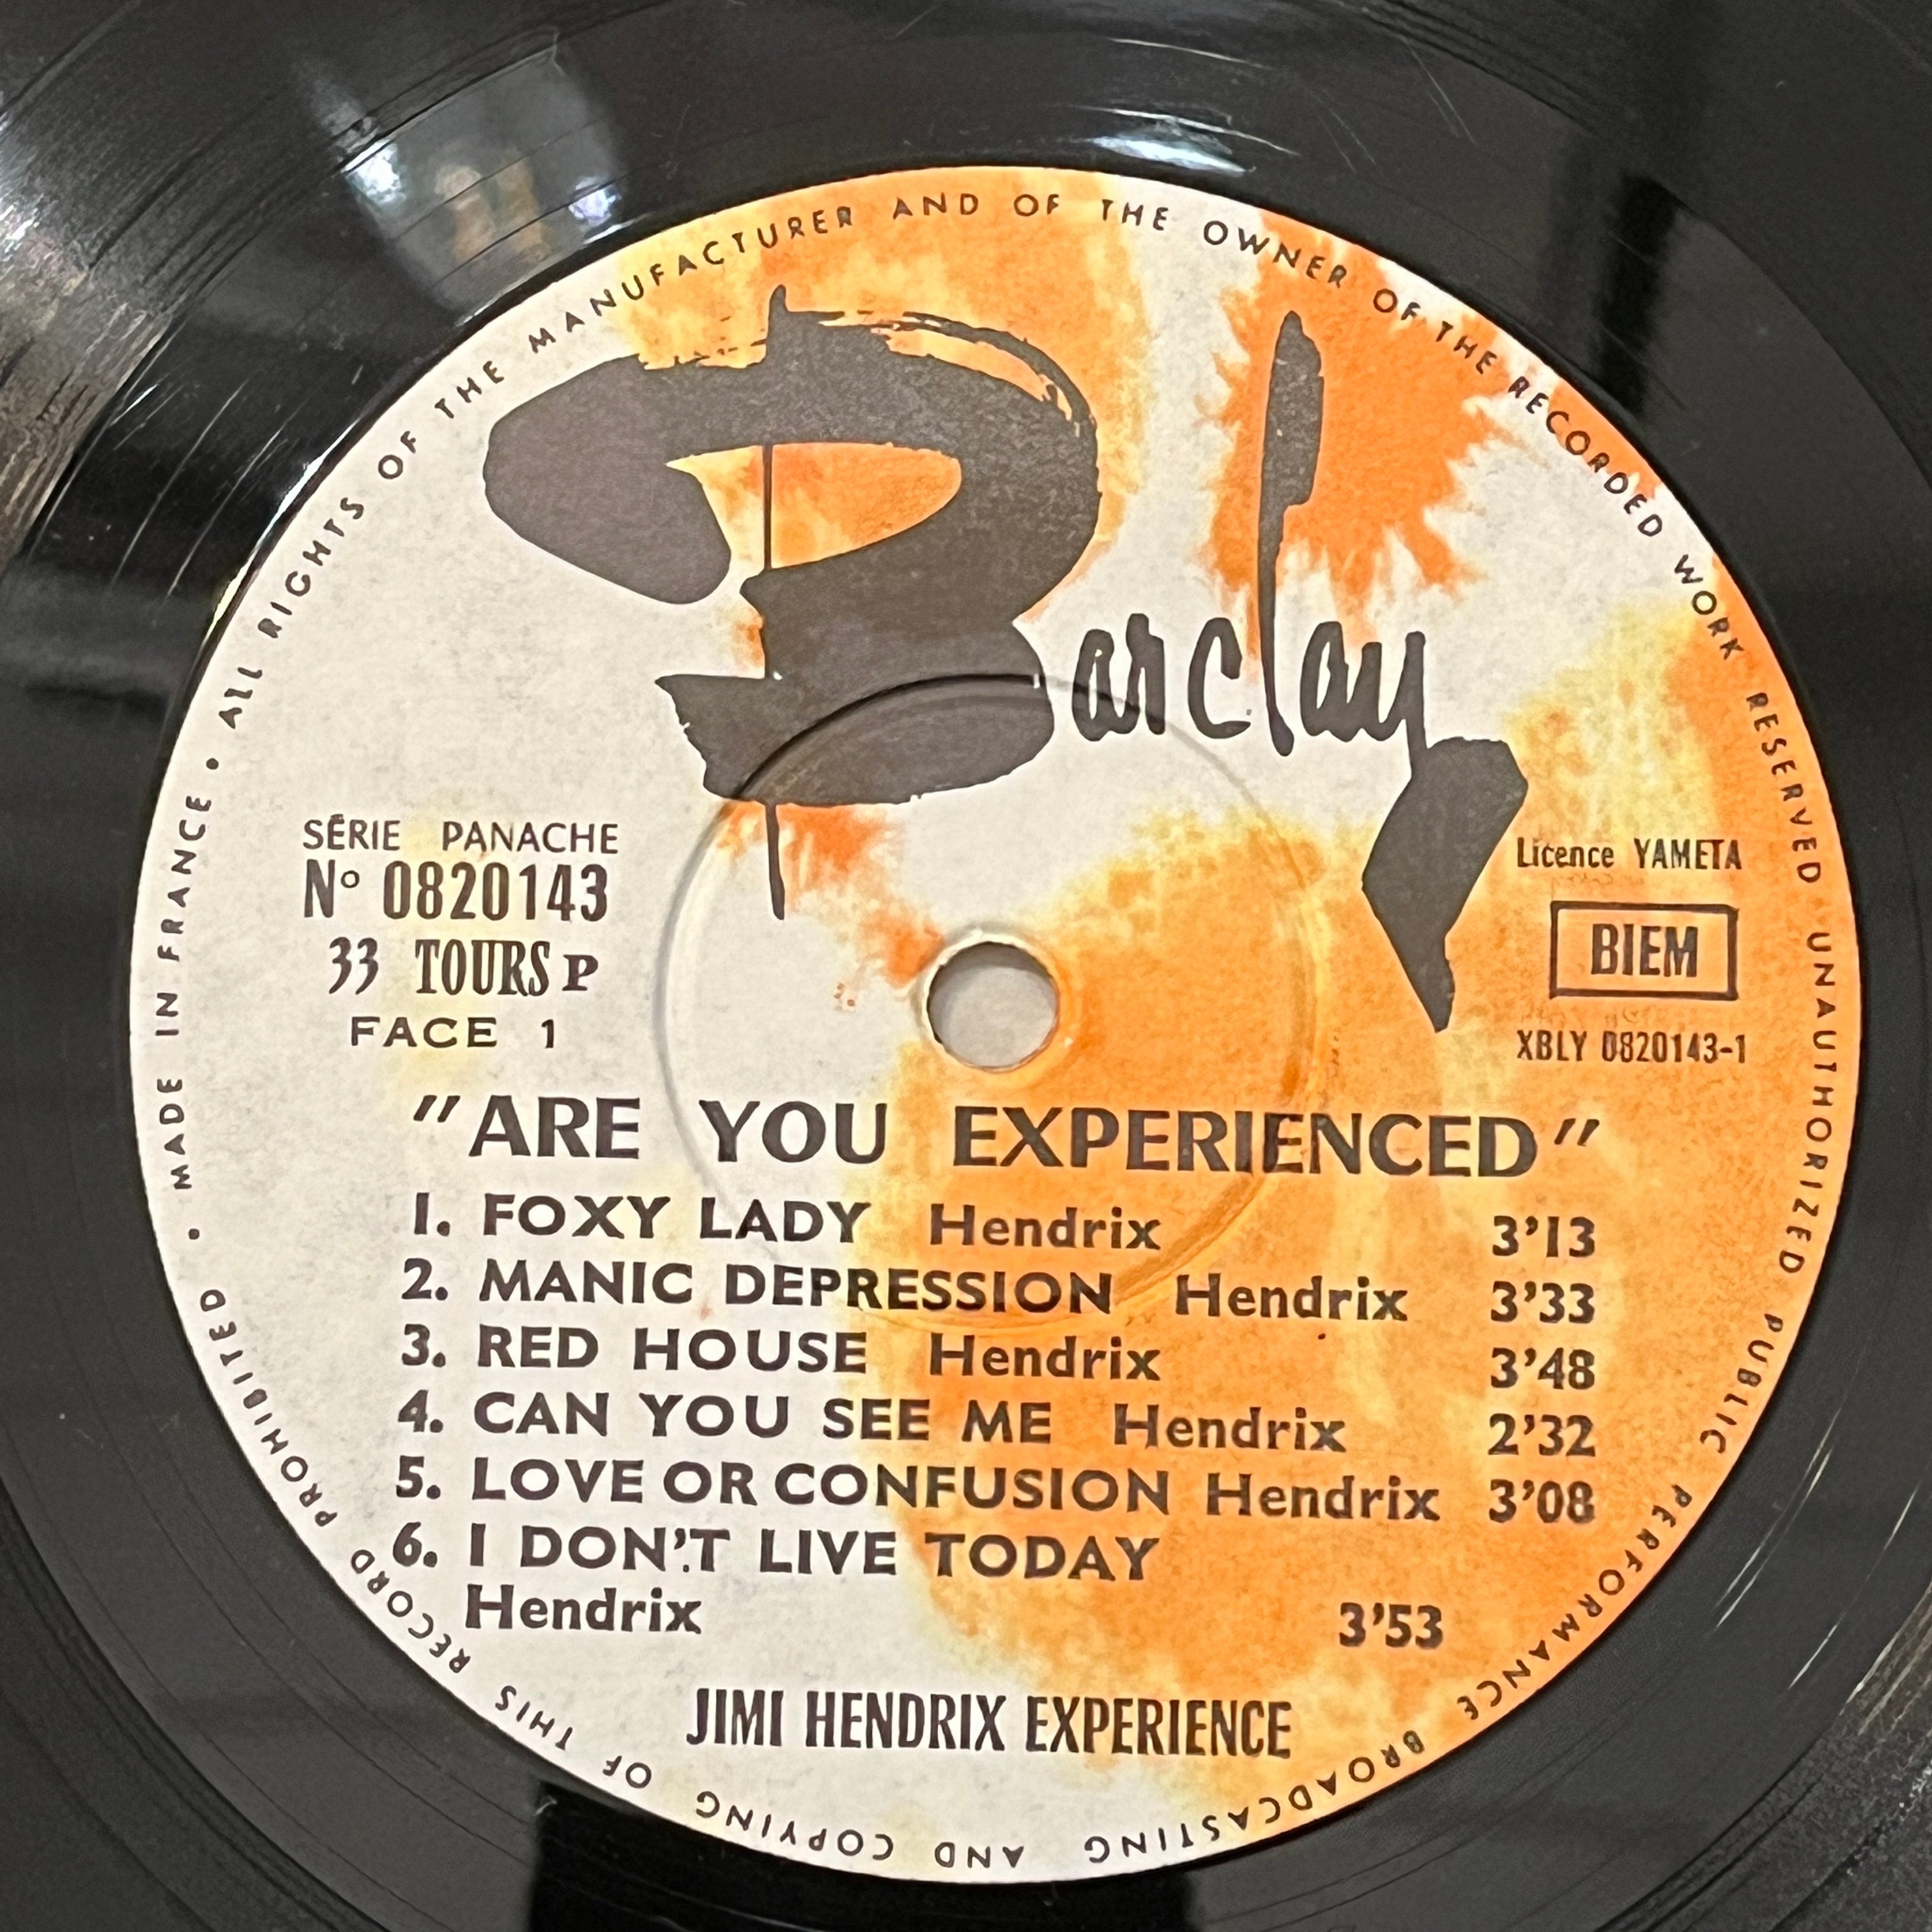 MADE IN FRANCE • ALL RIGHTS OF THE MANUFACTURER AND OF THE OWNER OF THE RECORDED WORK RESERVED UNAUTHORIZED PUBLIC PERFORMANCE BROADCASTING AND COPYING OF THIS RECORD PROHIBITED •
Barclay
SÉRIE PANACHE
N° 0820143
33 TOURS P
FACE 1
Licence YAMETA
BIEM
XBLY 0820143-1
"ARE YOU EXPERIENCED"
1. FOXY LADY Hendrix 3'13
2. MANIC DEPRESSION Hendrix 3'33
3. RED HOUSE Hendrix 3'48
4. CAN YOU SEE ME Hendrix 2'32
5. LOVE OR CONFUSION Hendrix 3'08
6. I DON'T LIVE TODAY
Hendrix 3'53
JIMI HENDRIX EXPERIENCE